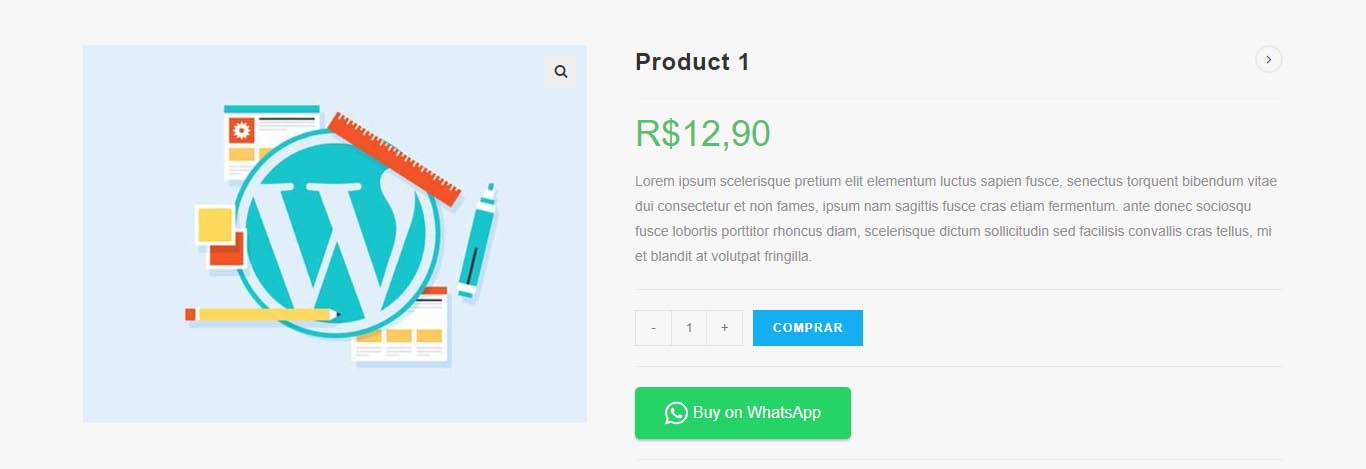 Product 1
R$12,90
Lorem ipsum scelerisque pretium elit elementum luctus sapien fusce, senectus torquent bibendum vitae
dui consectetur et non fames, ipsum nam sagittis fusce cras etiam fermentum. ante donec sociosqu
fusce lobortis porttitor rhoncus diam, scelerisque dictum sollicitudin sed facilisis convallis cras tellus, mi
et blandit at volutpat fringilla.
- 1 + COMPRAR
Buy on WhatsApp